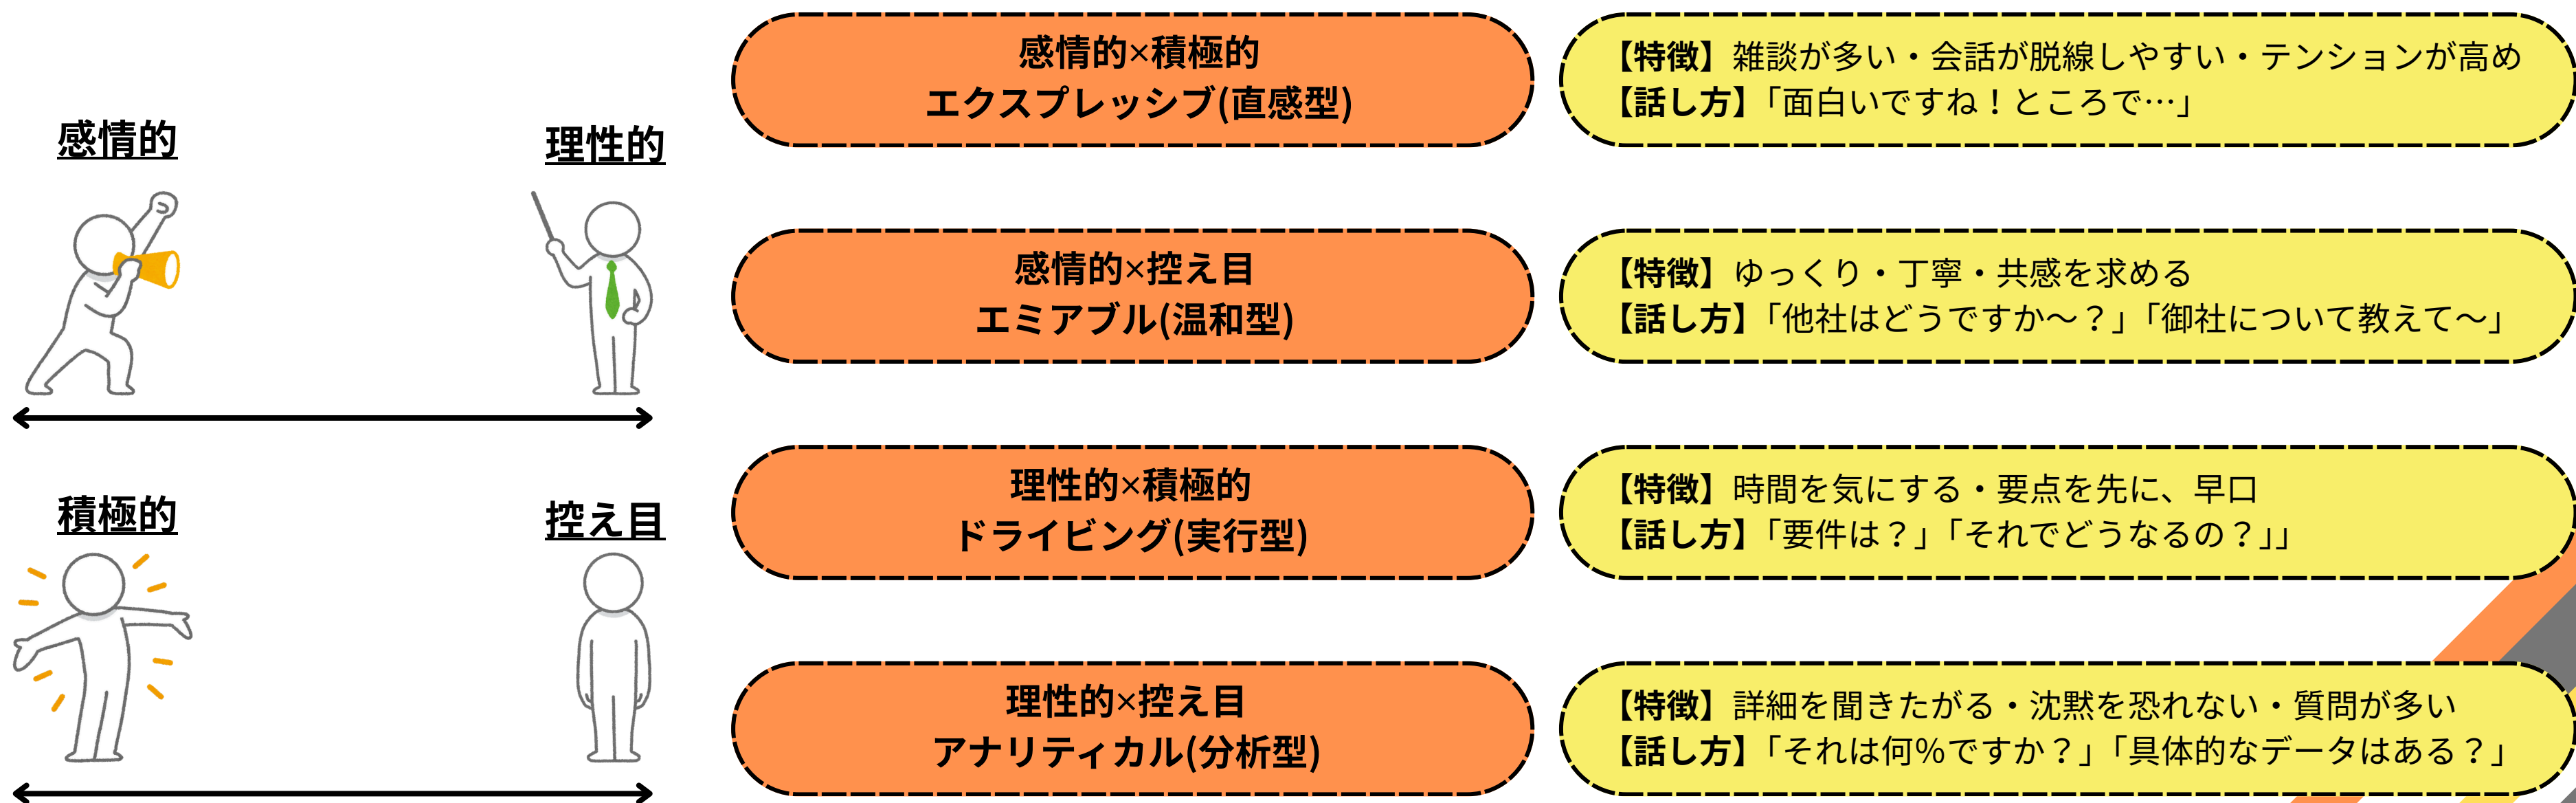 感情的
理性的
積極的
控え目
感情的×積極的
エクスプレッシブ(直感型)
【特徴】雑談が多い・会話が脱線しやすい・テンションが高め
【話し方】「面白いですね！ところで…」
感情的×控え目
エミアブル(温和型)
【特徴】ゆっくり・丁寧・共感を求める
【話し方】「他社はどうですか～？」「御社について教えて～」
理性的×積極的
ドライビング(実行型)
【特徴】時間を気にする・要点を先に、早口
【話し方】「要件は？」「それでどうなるの？」」
理性的×控え目
アナリティカル(分析型)
【特徴】詳細を聞きたがる・沈黙を恐れない・質問が多い
【話し方】「それは何％ですか？」「具体的なデータはある？」